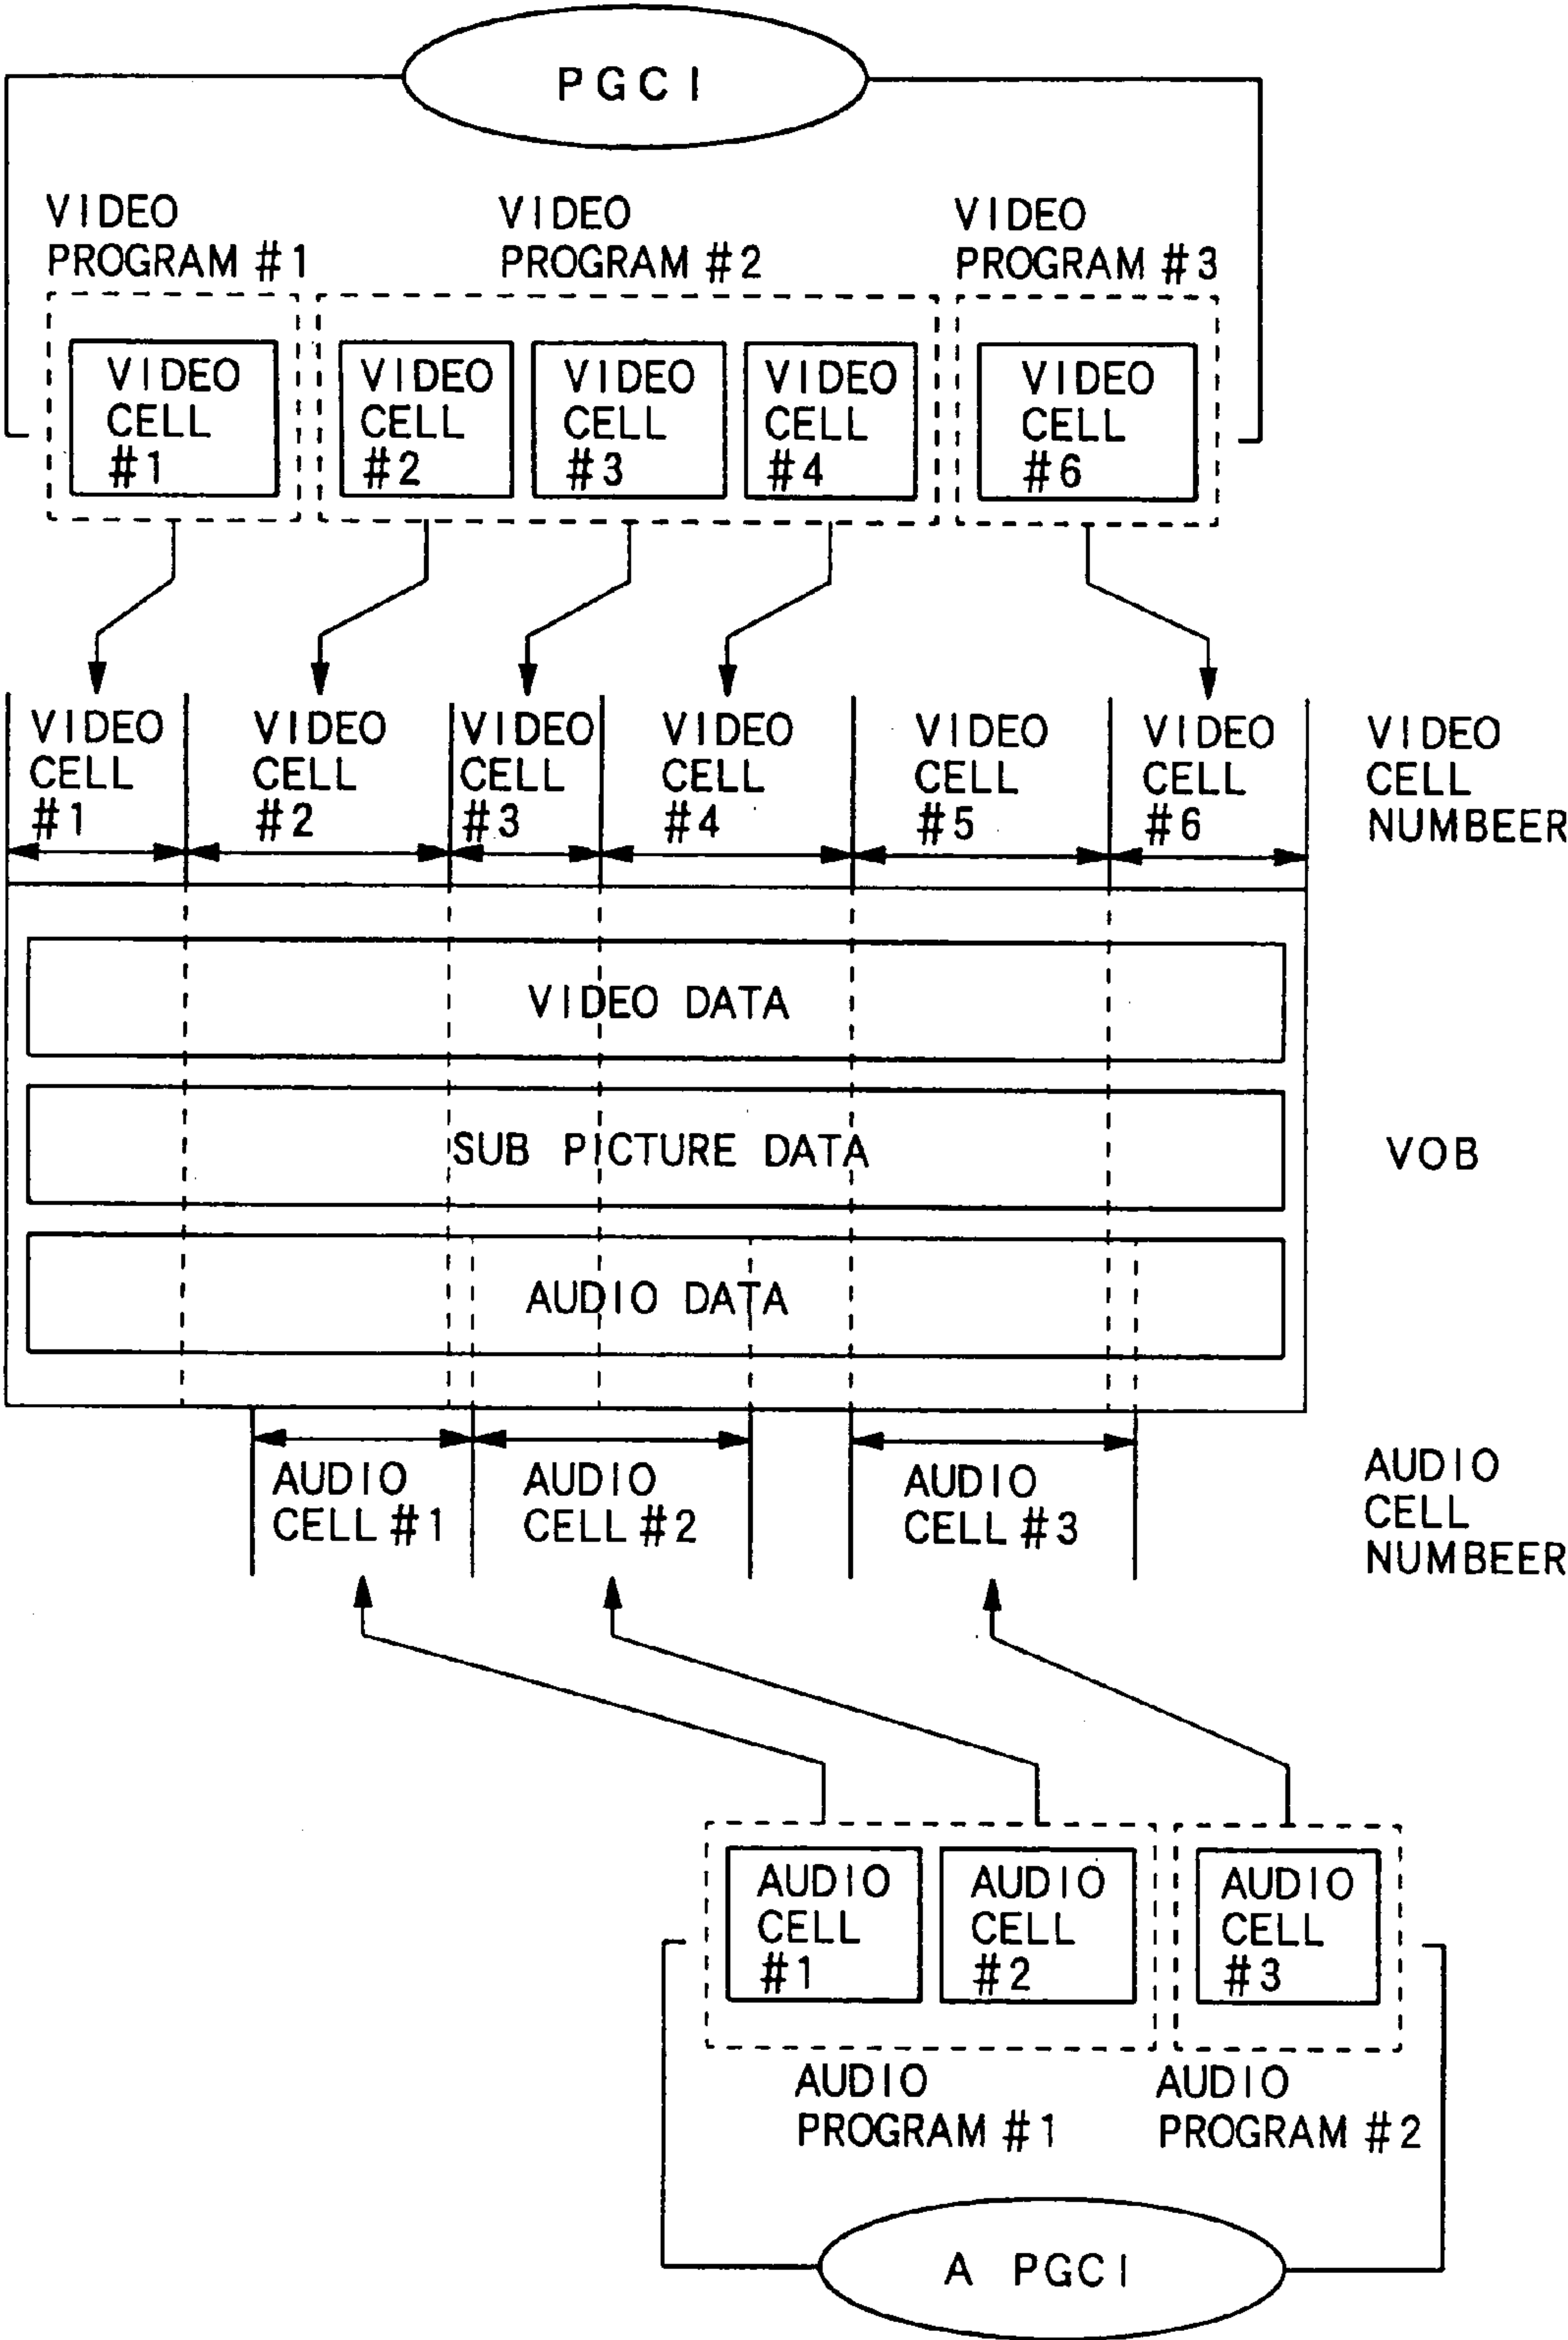 PGCI
VIDEO
PROGRAM #1
VIDEO
PROGRAM #2
VIDEO
PROGRAM #3
VIDEO
CELL
#1
VIDEO
CELL
#2
VIDEO
CELL
#3
VIDEO
CELL
#4
VIDEO
CELL
#6
VIDEO
CELL
#1
VIDEO
CELL
#2
VIDEO
CELL
#3
VIDEO
CELL
#4
VIDEO
CELL
#5
VIDEO
CELL
#6
VIDEO
CELL
NUMBEER
VIDEO DATA
SUB PICTURE DATA
VOB
AUDIO DATA
AUDIO
CELL #1
AUDIO
CELL #2
AUDIO
CELL #3
AUDIO
CELL
NUMBEER
AUDIO
CELL
#1
AUDIO
CELL
#2
AUDIO
CELL
#3
AUDIO
PROGRAM #1
AUDIO
PROGRAM #2
A PGCI